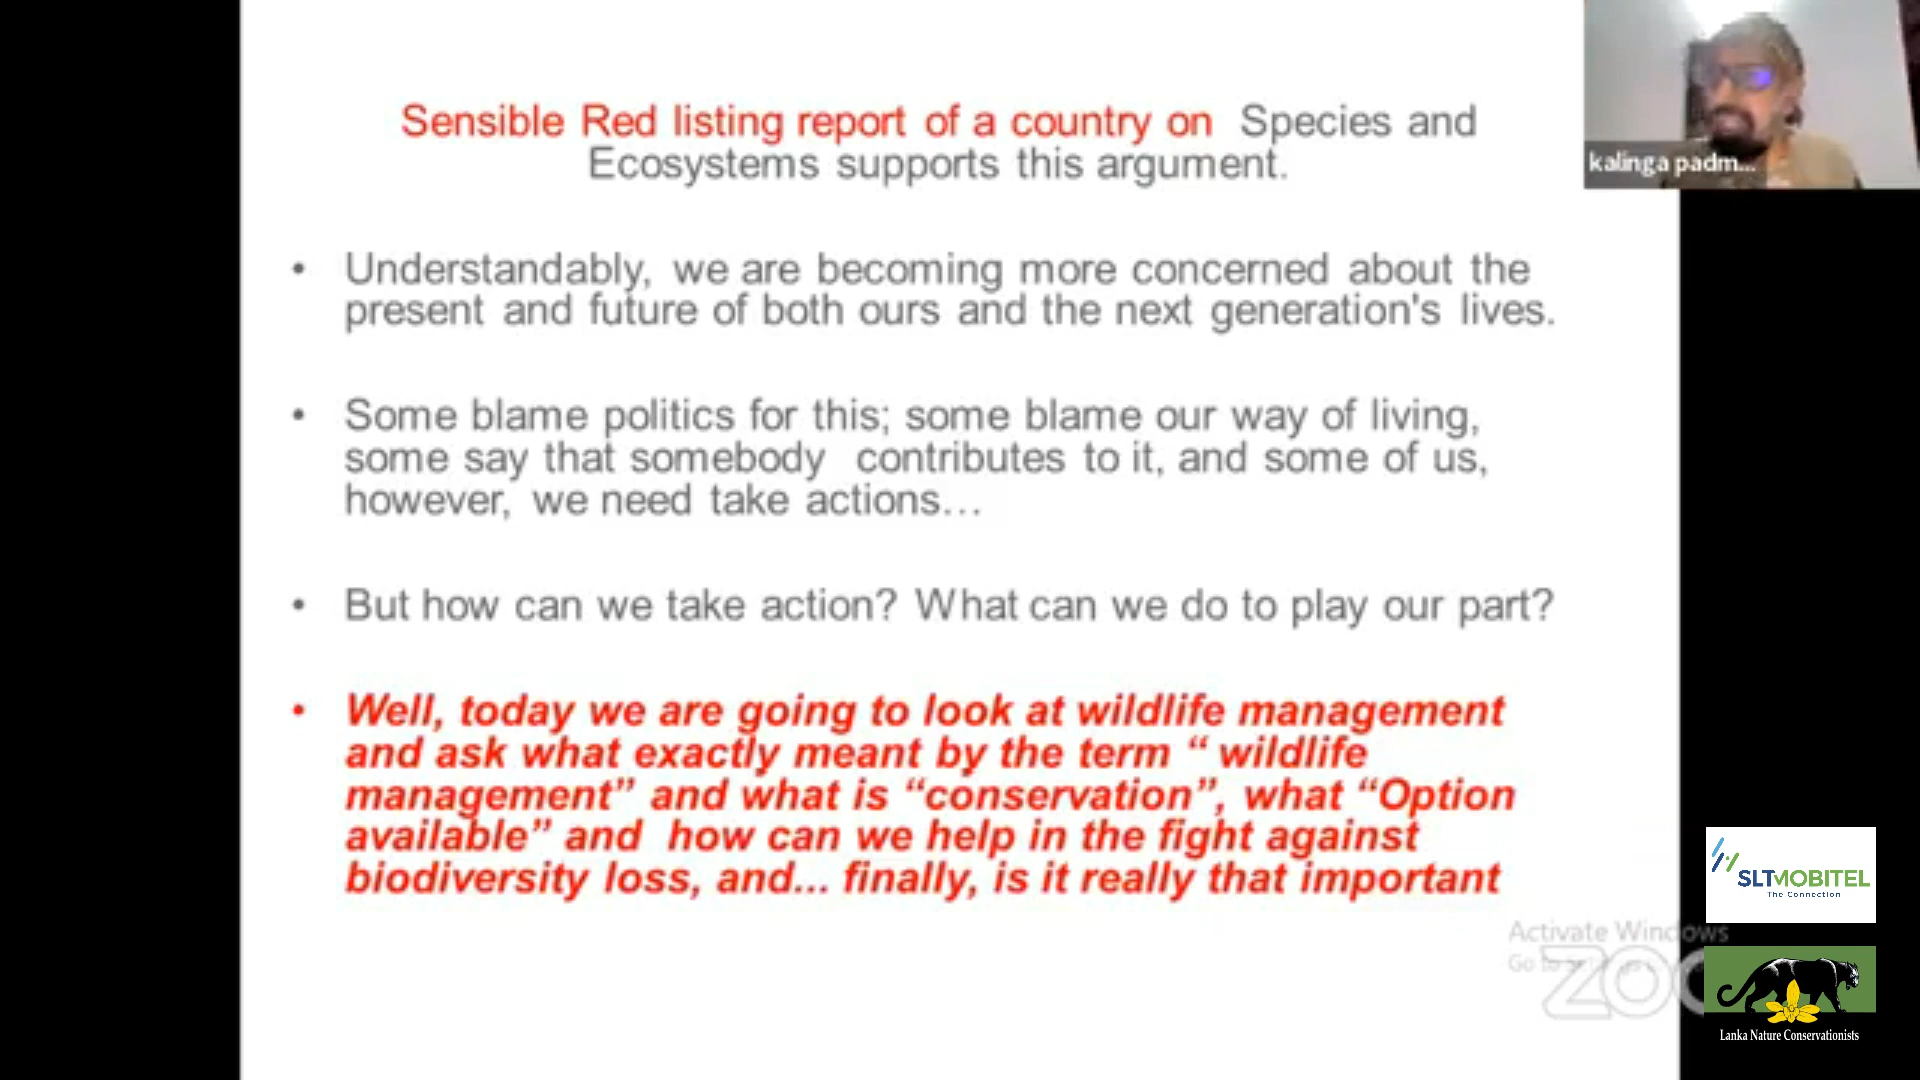 Sensible Red listing report of a country on Species and
Ecosystems supports this argument.
kalinga padm...
• Understandably, we are becoming more concerned about the
present and future of both ours and the next generation's lives.
• Some blame politics for this; some blame our way of living,
some say that somebody contributes to it, and some of us,
however, we need take actions…
• But how can we take action? What can we do to play our part?
• Well, today we are going to look at wildlife management
and ask what exactly meant by the term “ wildlife
management” and what is “conservation”, what “Option
available” and how can we help in the fight against
biodiversity loss, and... finally, is it really that important
SLTMOBITEL
The Connection
Activate Windows
Go to
Lanka Nature Conservationists